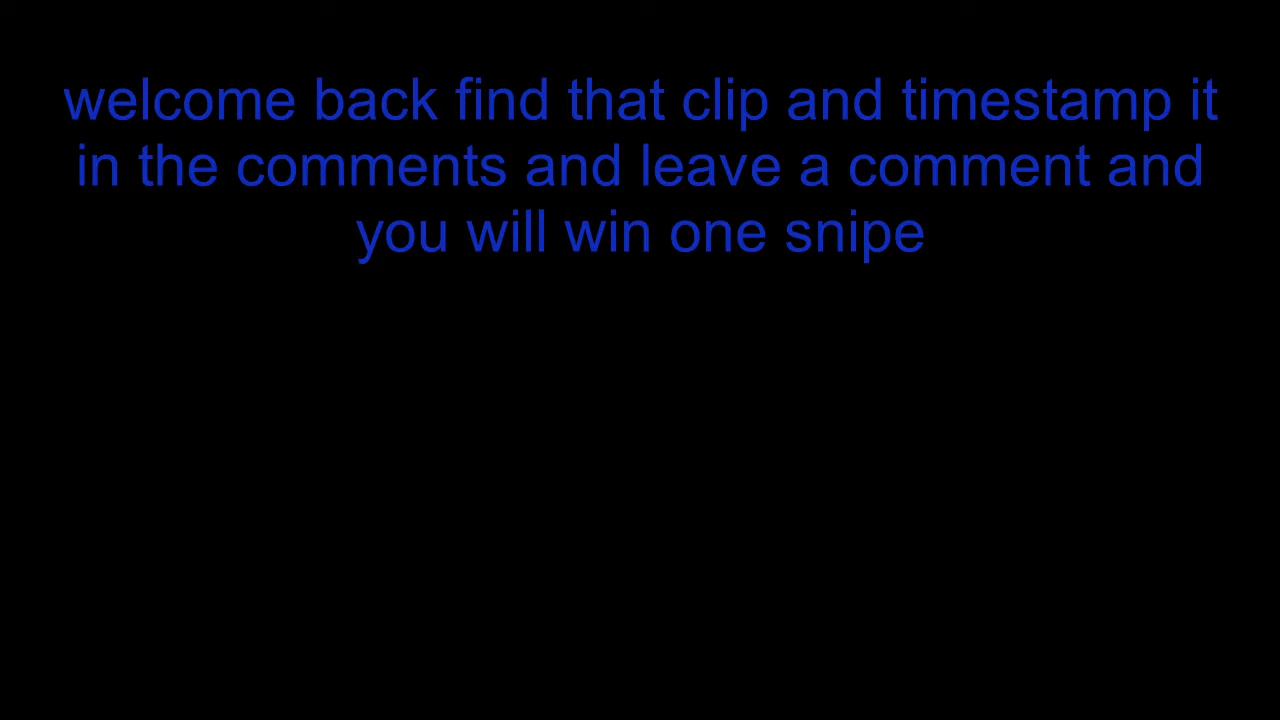 welcome back find that clip and timestamp it
in the comments and leave a comment and
you will win one snipe